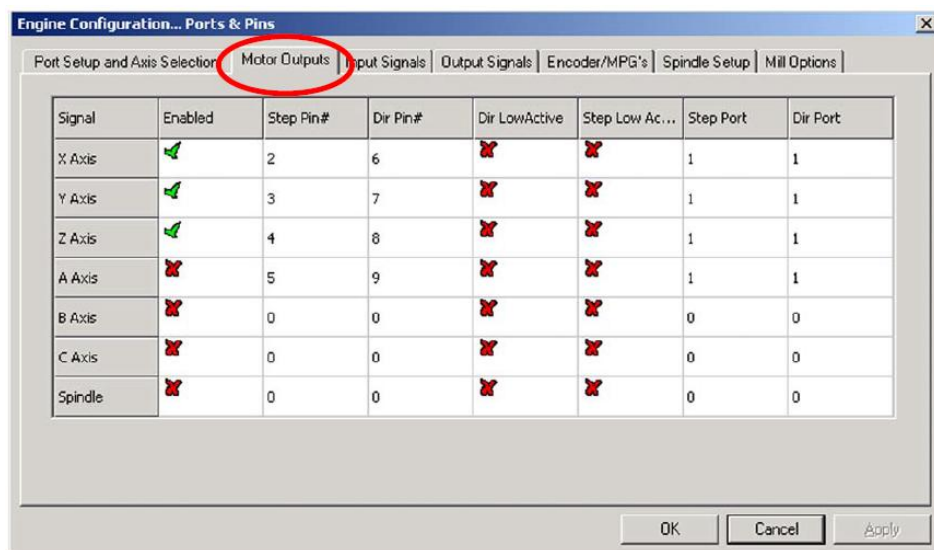 Engine Configuration... Ports & Pins
Port Setup and Axis Selection Motor Outputs Input Signals Output Signals Encoder/MPG's Spindle Setup Mill Options
Signal Enabled Step Pin# Dir Pin# Dir LowActive Step Low Ac... Step Port Dir Port
X Axis 2 6 1 1
Y Axis 3 7 1 1
Z Axis 4 8 1 1
A Axis 5 9 1 1
B Axis 0 0 0 0
C Axis 0 0 0 0
Spindle 0 0 0 0
OK Cancel Apply